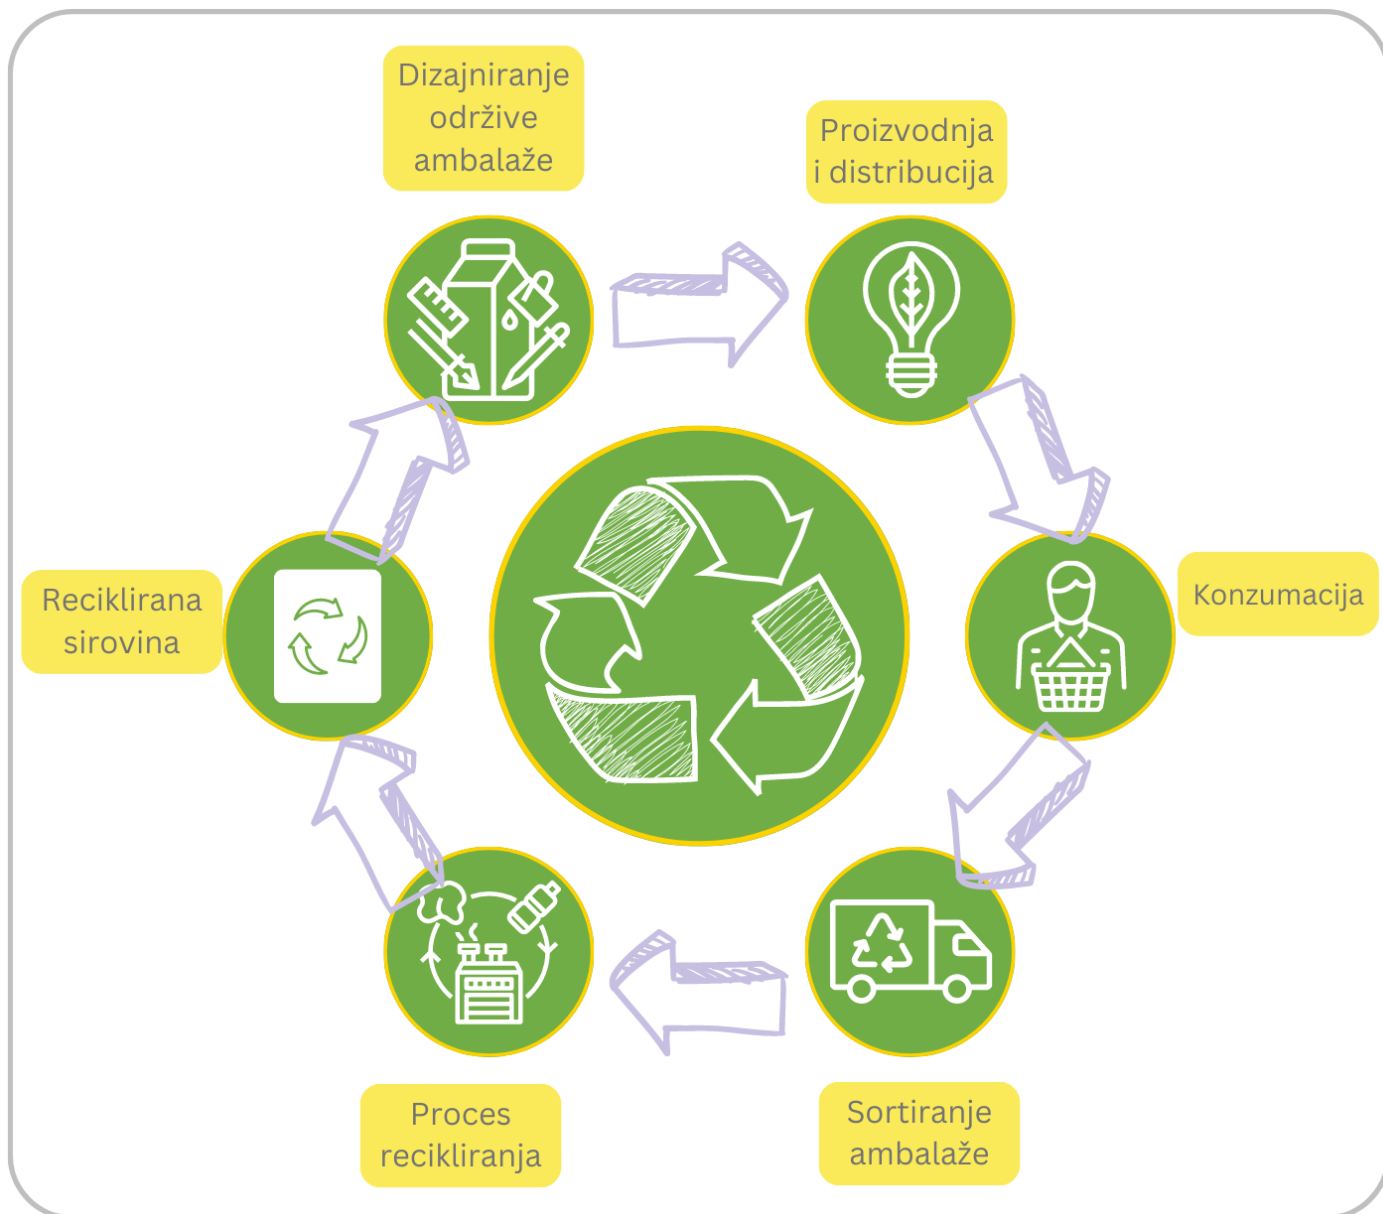 Dizajniranje
održive
ambalaže
Proizvodnja
i distribucija
Konzumacija
Sortiranje
ambalaže
Proces
recikliranja
Reciklirana
sirovina